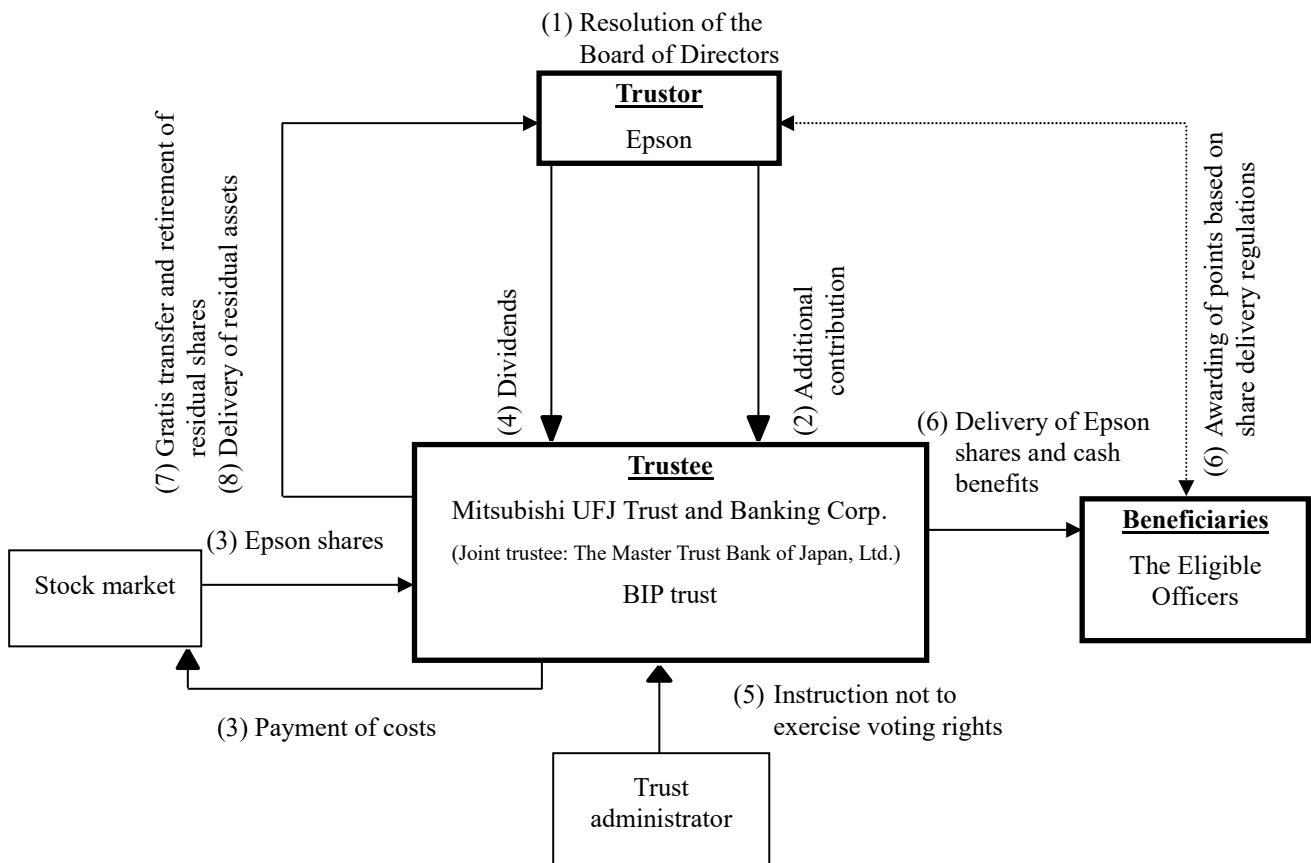 (1) Resolution of the
Board of Directors
Trustor
Epson
(7) Gratis transfer and retirement of
residual shares
(8) Delivery of residual assets
(4) Dividends
(2) Additional
contribution
(6) Awarding of points based on
share delivery regulations
(6) Delivery of Epson
shares and cash
benefits
Trustee
Mitsubishi UFJ Trust and Banking Corp.
(Joint trustee: The Master Trust Bank of Japan, Ltd.)
BIP trust
Beneficiaries
The Eligible
Officers
(3) Epson shares
Stock market
(3) Payment of costs
(5) Instruction not to
exercise voting rights
Trust
administrator